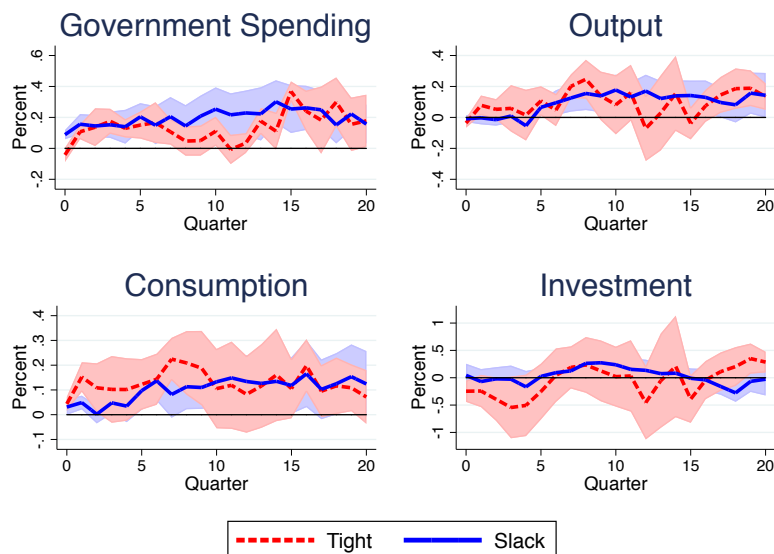 Government Spending
Output
Percent
.6
.4
.2
0
-.2
0 5 10 15 20
Quarter
Percent
.4
.2
0
-.2
-.4
0 5 10 15 20
Quarter
Consumption
Investment
Percent
.4
.3
.2
.1
0
-.1
0 5 10 15 20
Quarter
Percent
1
.5
0
-.5
-1
0 5 10 15 20
Quarter
Tight Slack